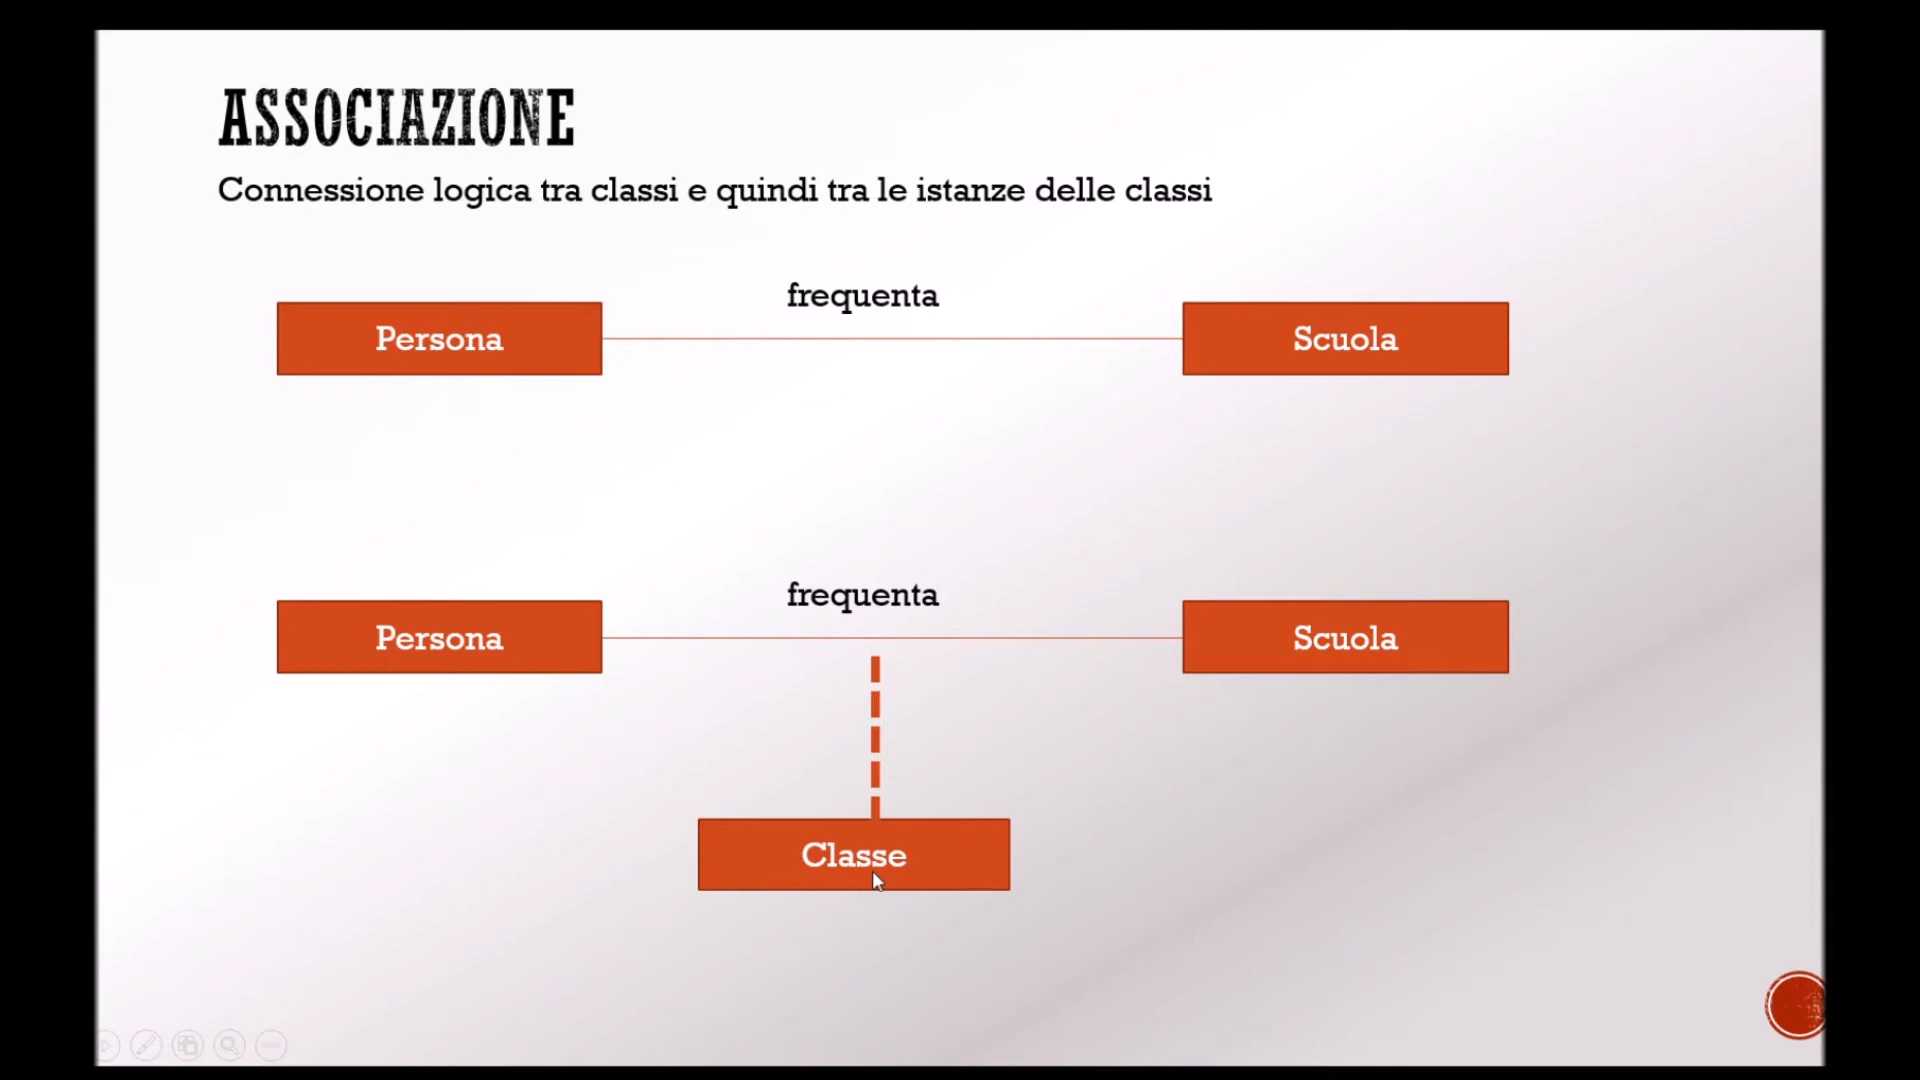 ASSOCIAZIONE
Connessione logica tra classi e quindi tra le istanze delle classi
frequenta
Persona
Scuola
frequenta
Persona
Scuola
Classe